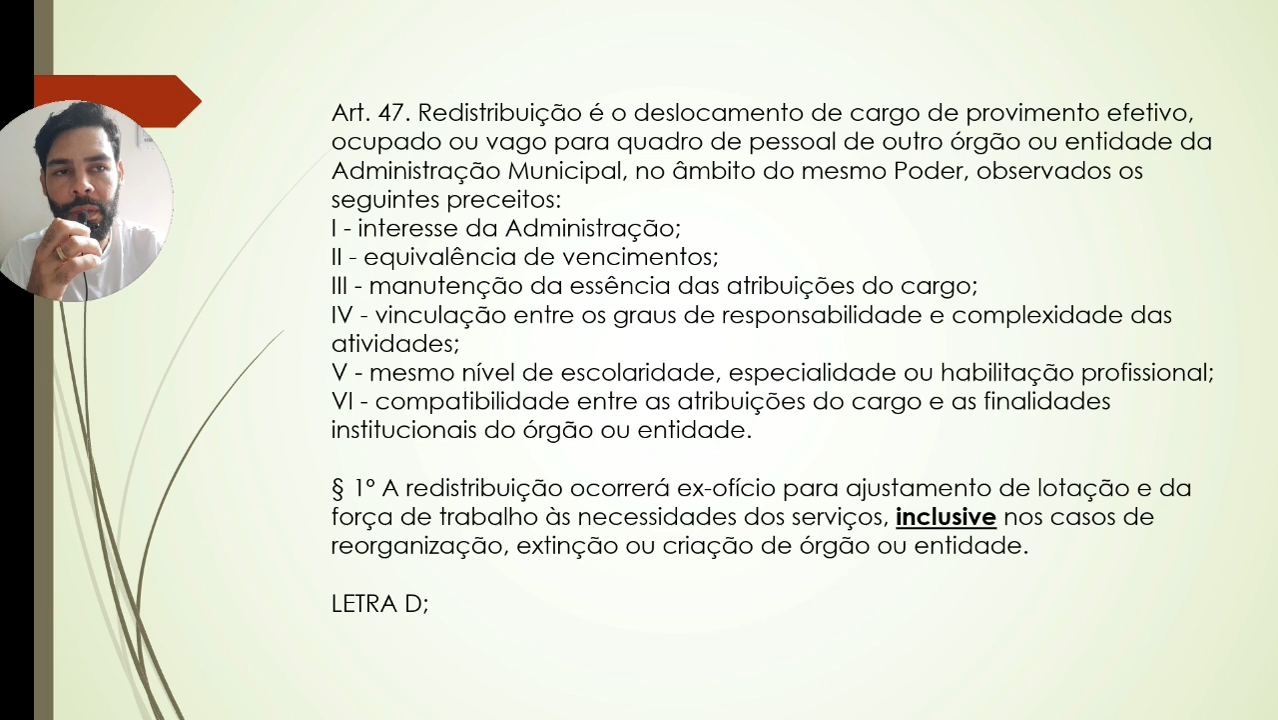 Art. 47. Redistribuição é o deslocamento de cargo de provimento efetivo,
ocupado ou vago para quadro de pessoal de outro órgão ou entidade da
Administração Municipal, no âmbito do mesmo Poder, observados os
seguintes preceitos:
I - interesse da Administração;
II - equivalência de vencimentos;
III - manutenção da essência das atribuições do cargo;
IV - vinculação entre os graus de responsabilidade e complexidade das
atividades;
V - mesmo nível de escolaridade, especialidade ou habilitação profissional;
VI - compatibilidade entre as atribuições do cargo e as finalidades
institucionais do órgão ou entidade.
§ 1º A redistribuição ocorrerá ex-ofício para ajustamento de lotação e da
força de trabalho às necessidades dos serviços, inclusive nos casos de
reorganização, extinção ou criação de órgão ou entidade.
LETRA D;